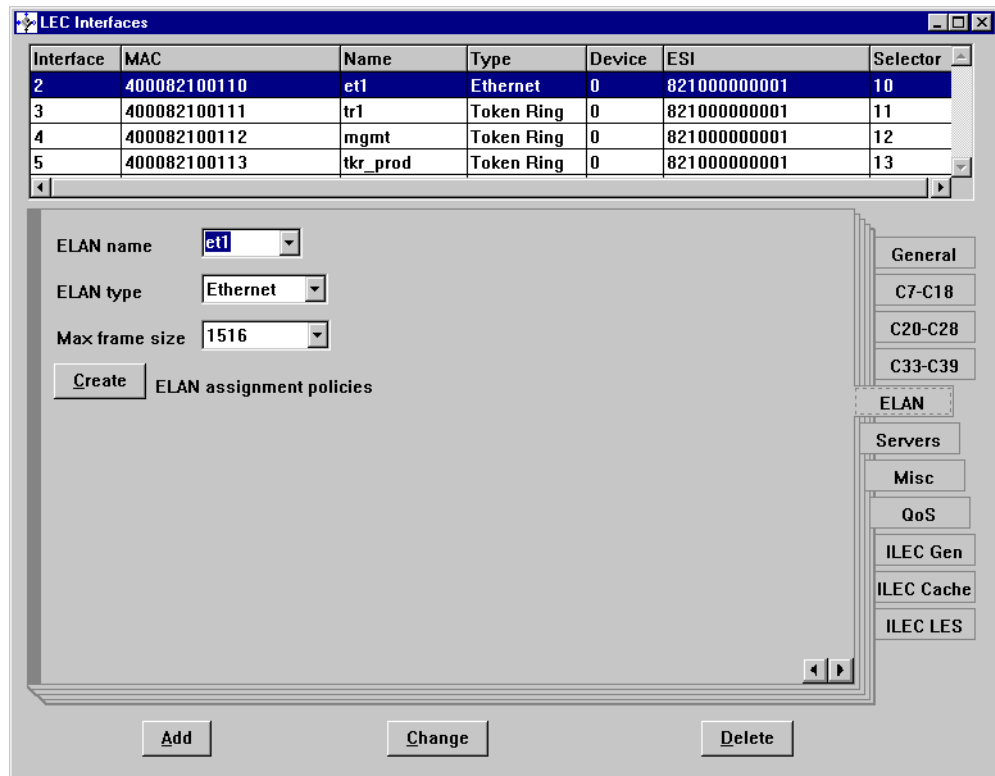 LEC Interfaces
Interface MAC Name Type Device ESI Selector
2 400082100110 et1 Ethernet 0 821000000001 10
3 400082100111 tr1 Token Ring 0 821000000001 11
4 400082100112 mgmt Token Ring 0 821000000001 12
5 400082100113 tkr_prod Token Ring 0 821000000001 13
ELAN name et1
ELAN type Ethernet
Max frame size 1516
Create ELAN assignment policies
General
C7-C18
C20-C28
C33-C39
ELAN
Servers
Misc
QoS
ILEC Gen
ILEC Cache
ILEC LES
Add Change Delete